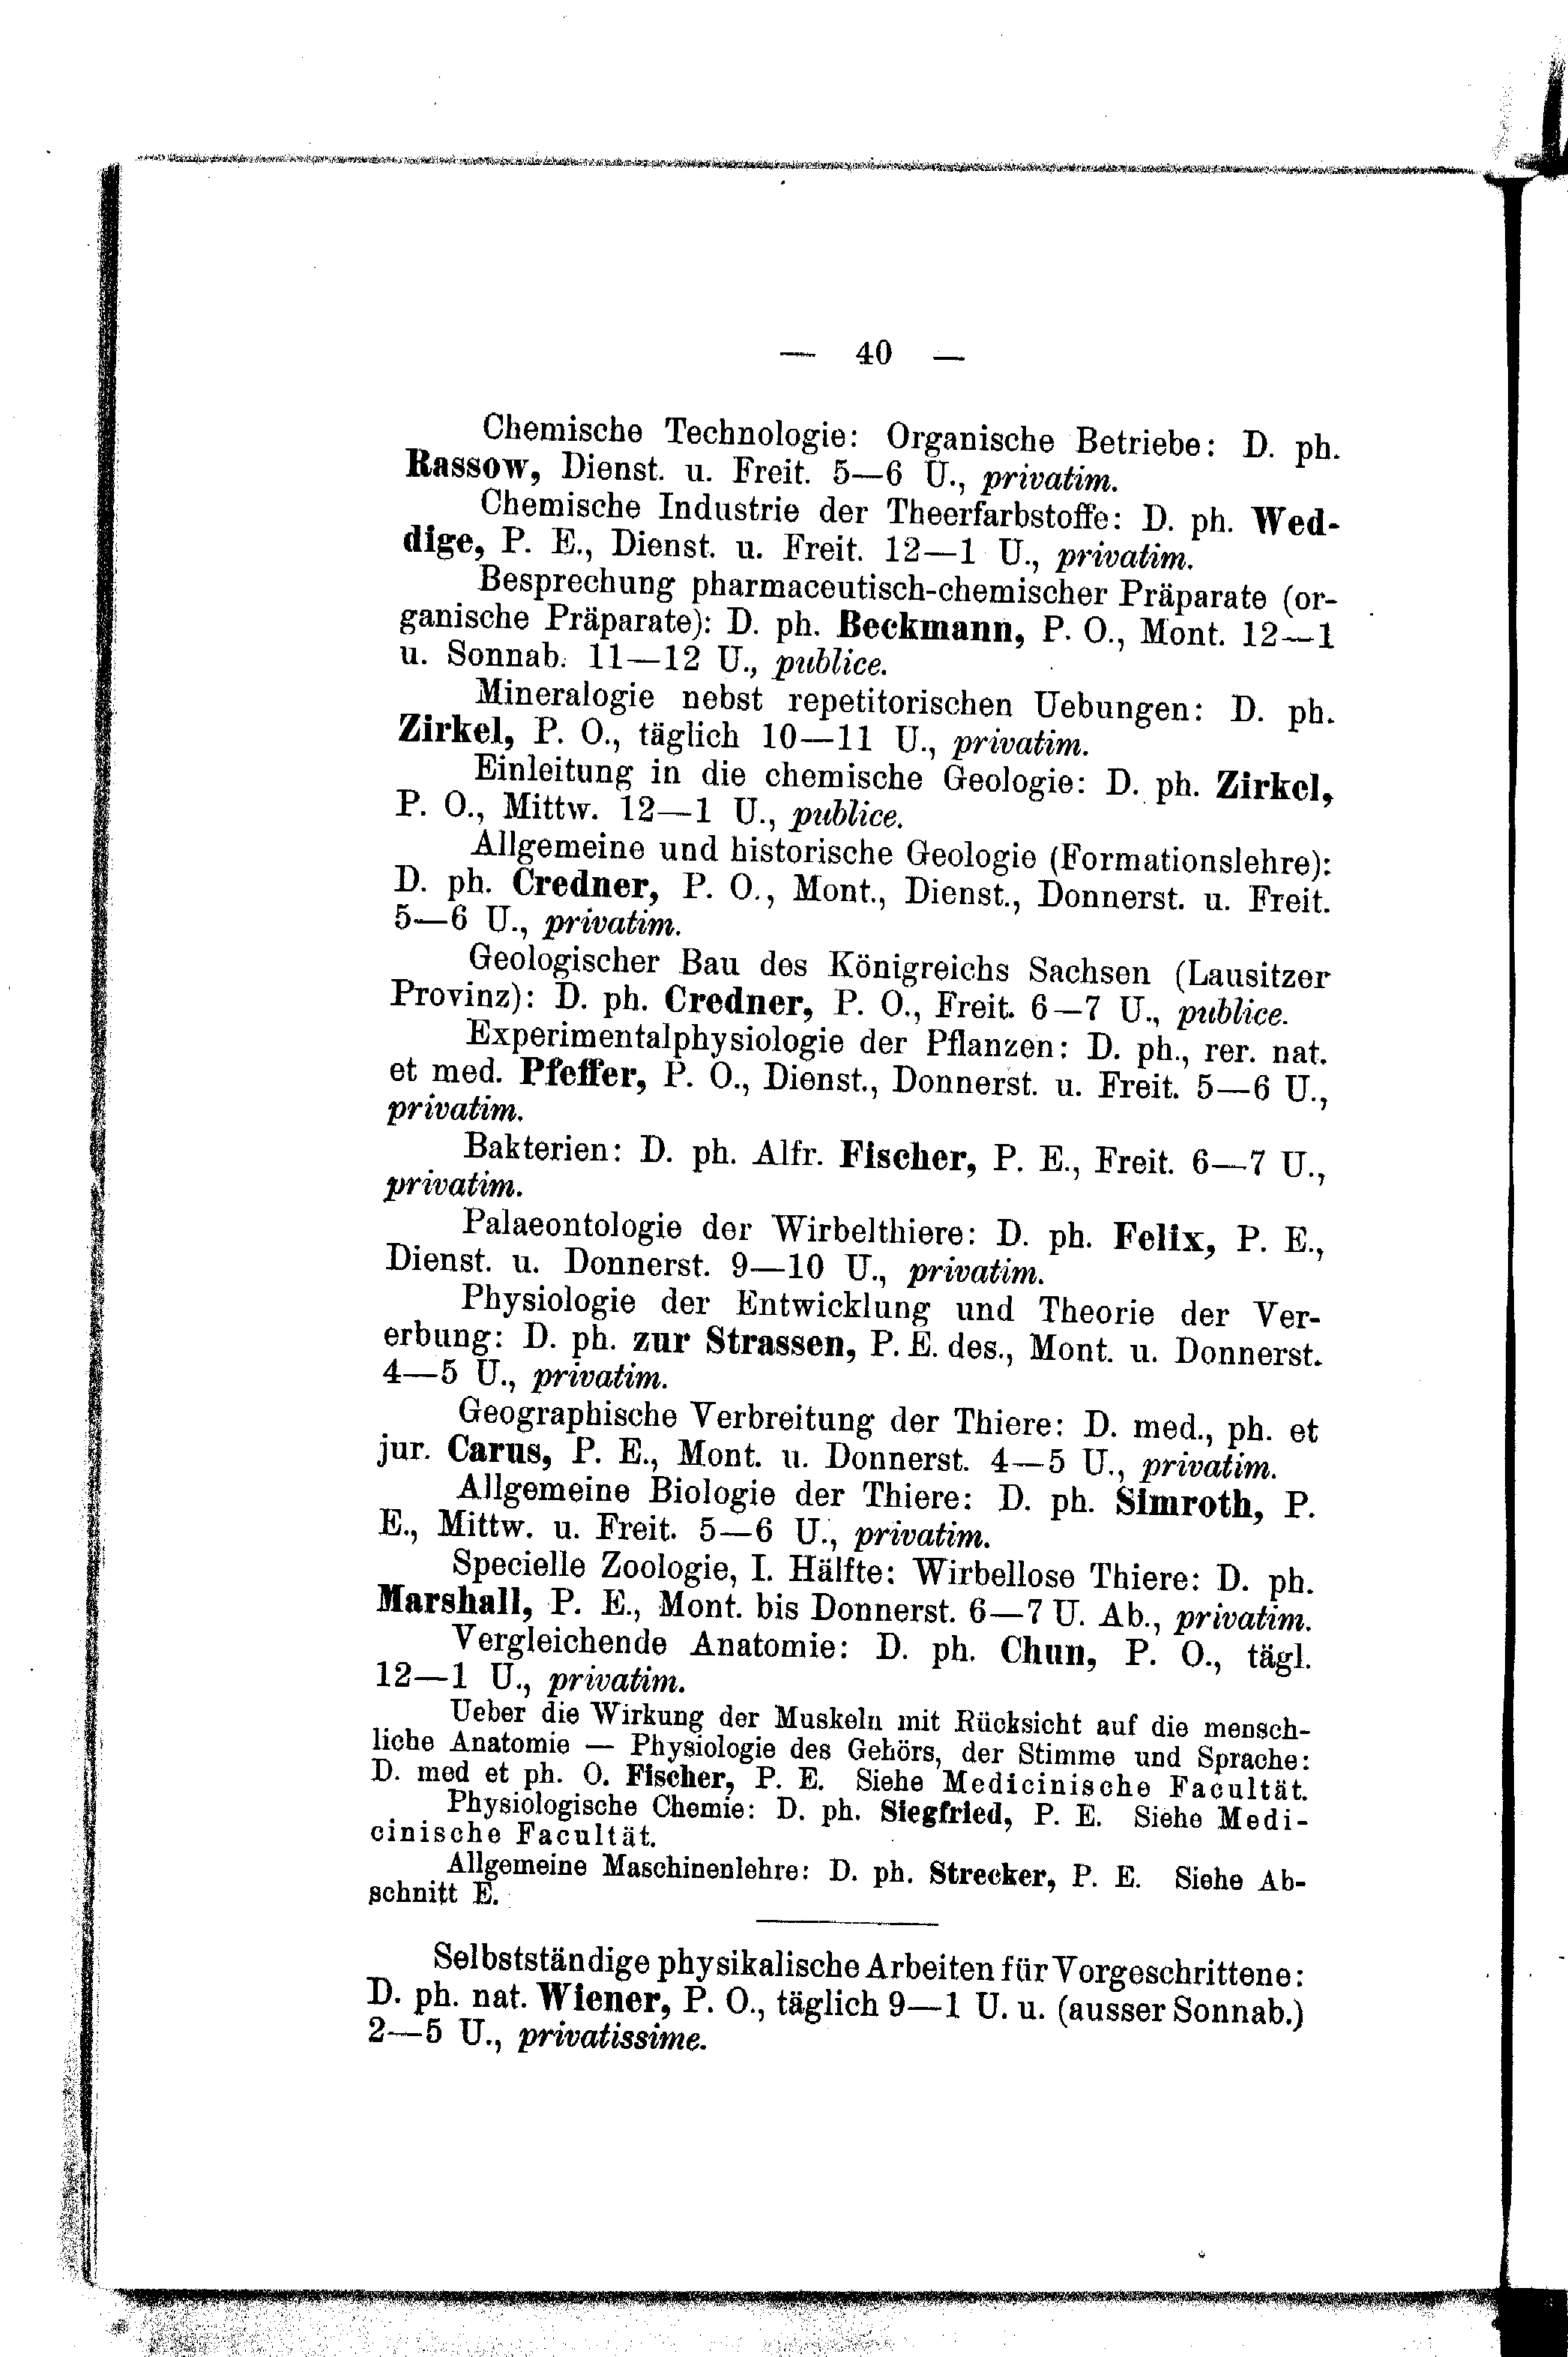 — 40 —
Chemische Technologie: Organische Betriebe: D. ph.
Rassow, Dienst. u. Freit. 5—6 U., privatim.
Chemische Industrie der Theerfarbstoffe: D. ph. Wed-
dige, P. E., Dienst. u. Freit. 12—1 U., privatim.
Besprechung pharmaceutisch-chemischer Präparate (or-
ganische Präparate): D. ph. Beckmann, P. O., Mont. 12—1
u. Sonnab. 11—12 U., publice.
Mineralogie nebst repetitorischen Uebungen: D. ph.
Zirkel, P. O., täglich 10—11 U., privatim.
Einleitung in die chemische Geologie: D. ph. Zirkel,
P. O., Mittw. 12—1 U., publice.
Allgemeine und historische Geologie (Formationslehre):
D. ph. Credner, P. O., Mont., Dienst., Donnerst. u. Freit.
5—6 U., privatim.
Geologischer Bau des Königreichs Sachsen (Lausitzer
Provinz): D. ph. Credner, P. O., Freit. 6—7 U., publice.
Experimentalphysiologie der Pflanzen: D. ph., rer. nat.
et med. Pfeffer, P. O., Dienst., Donnerst. u. Freit. 5—6 U.,
privatim.
Bakterien: D. ph. Alfr. Fischer, P. E., Freit. 6—7 U.,
privatim.
Palaeontologie der Wirbelthiere: D. ph. Felix, P. E.,
Dienst. u. Donnerst. 9—10 U., privatim.
Physiologie der Entwicklung und Theorie der Ver-
erbung: D. ph. zur Strassen, P. E. des., Mont. u. Donnerst.
4—5 U., privatim.
Geographische Verbreitung der Thiere: D. med., ph. et
jur. Carus, P. E., Mont. u. Donnerst. 4—5 U., privatim.
Allgemeine Biologie der Thiere: D. ph. Simroth, P.
E., Mittw. u. Freit. 5—6 U., privatim.
Specielle Zoologie, I. Hälfte: Wirbellose Thiere: D. ph.
Marshall, P. E., Mont. bis Donnerst. 6—7 U. Ab., privatim.
Vergleichende Anatomie: D. ph. Chun, P. O., tägl.
12—1 U., privatim.
Ueber die Wirkung der Muskeln mit Rücksicht auf die mensch-
liche Anatomie — Physiologie des Gehörs, der Stimme und Sprache:
D. med et ph. O. Fischer, P. E. Siehe Medicinische Facultät.
Physiologische Chemie: D. ph. Siegfried, P. E. Siehe Medi-
cinische Facultät.
Allgemeine Maschinenlehre: D. ph. Strecker, P. E. Siehe Ab-
schnitt E.
Selbstständige physikalische Arbeiten für Vorgeschrittene:
D. ph. nat. Wiener, P. O., täglich 9—1 U. u. (ausser Sonnab.)
2—5 U., privatissime.